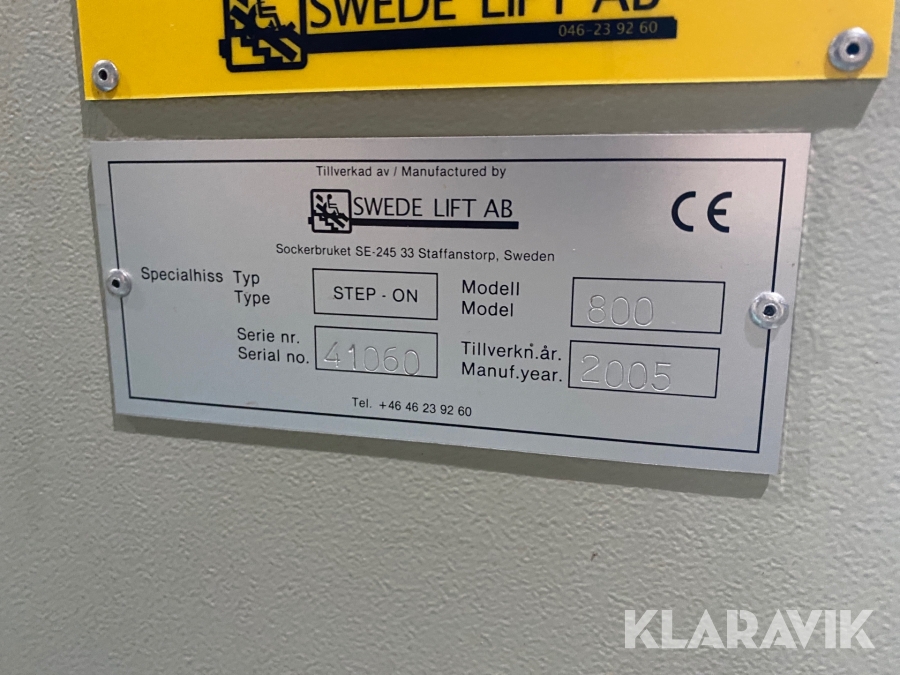 SWEDE LIFT AB
046-23 92 60
Tillverkad av / Manufactured by
SWEDE LIFT AB
CE
Sockerbruket SE-245 33 Staffanstorp, Sweden
Specialhiss Typ
Type
STEP - ON
Modell
Model
800
Serie nr.
Serial no.
41060
Tillverkn.år.
Manuf.year.
2005
Tel. +46 46 23 92 60
KLARAVIK